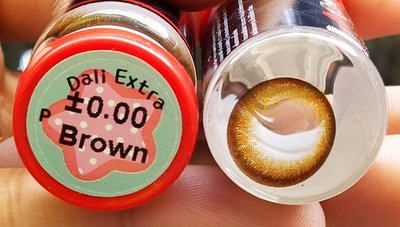 Dali Extra
±0.00
P
Brown